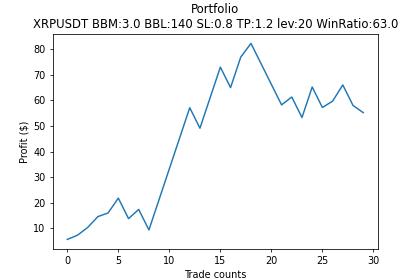 Portfolio
XRPUSDT BBM:3.0 BBL:140 SL:0.8 TP:1.2 lev:20 WinRatio:63.0
80
70
60
50
40
30
20
10
Profit ($)
0 5 10 15 20 25 30
Trade counts